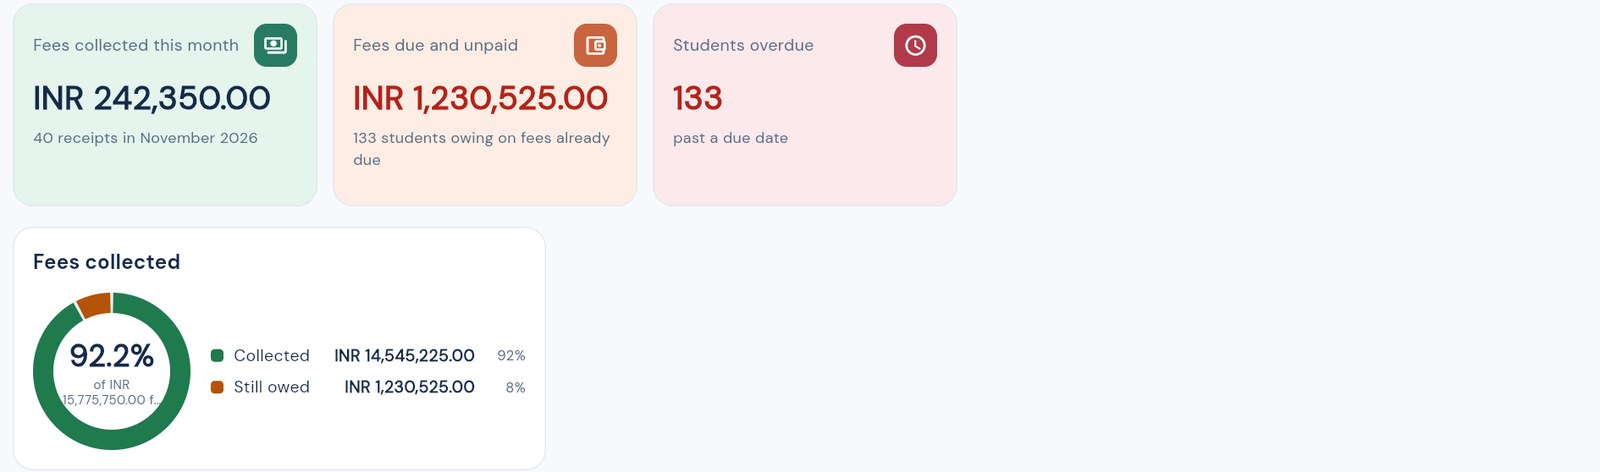 Fees collected this month
INR 242,350.00
40 receipts in November 2026
Fees due and unpaid
INR 1,230,525.00
133 students owing on fees already
due
Students overdue
133
past a due date
Fees collected
92.2%
of INR
15,775,750.00 f...
Collected INR 14,545,225.00 92%
Still owed INR 1,230,525.00 8%